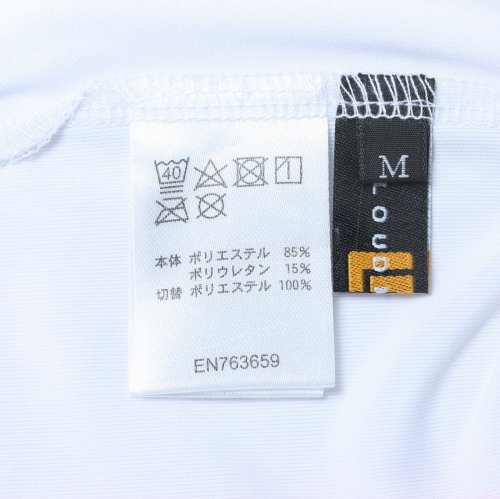 40
本体 ポリエステル 85%
ポリウレタン 15%
切替 ポリエステル 100%
EN763659
M